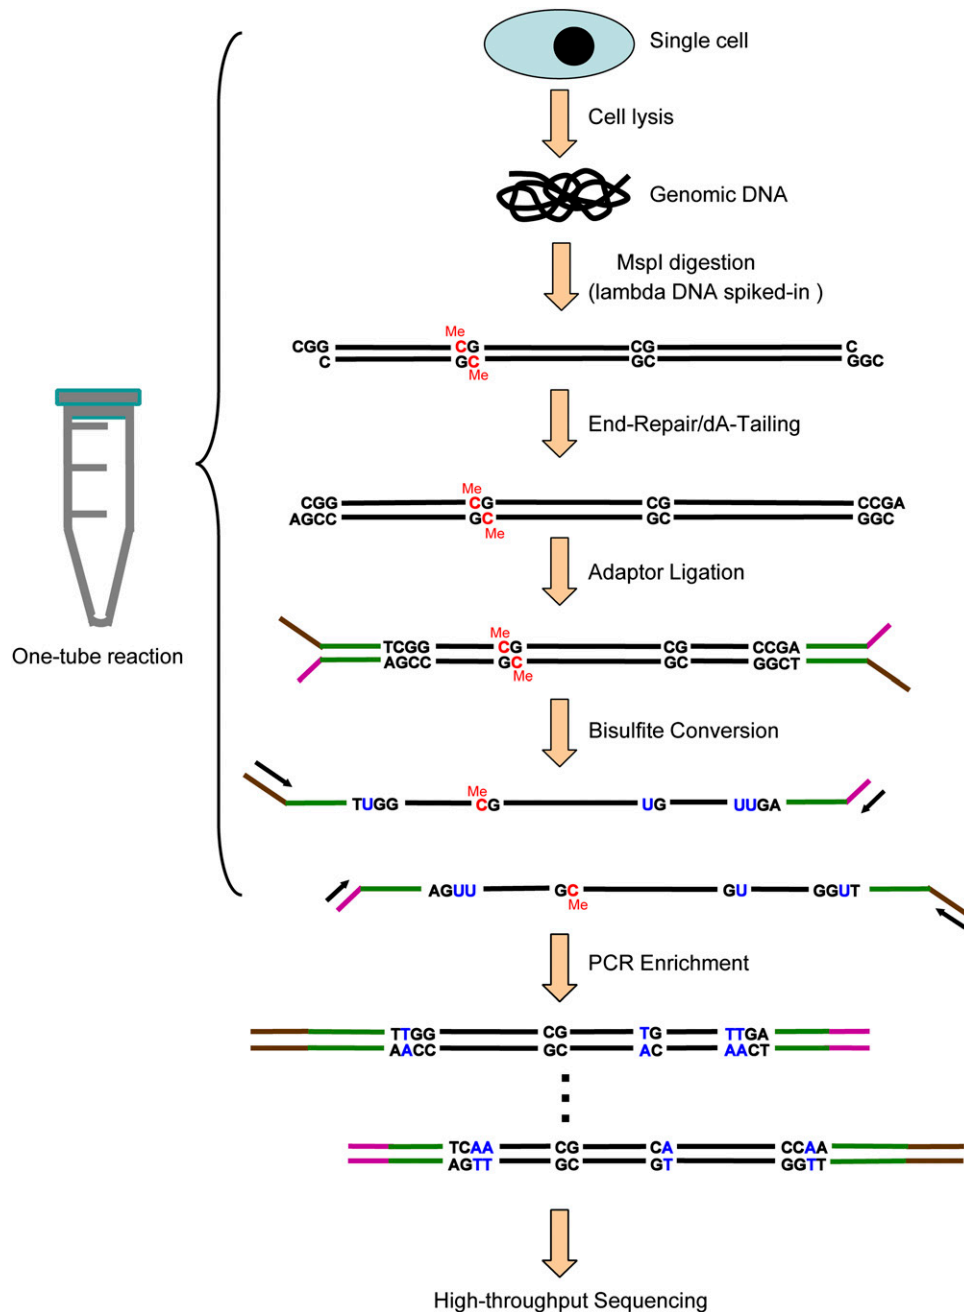 Single cell
Cell lysis
Genomic DNA
MspI digestion
(lambda DNA spiked-in )
Me
CGG CG CG C
C GC GC GGC
Me
End-Repair/dA-Tailing
Me
CGG CG CG CCGA
AGCC GC GC GGC
Me
Adaptor Ligation
One-tube reaction
Me
TCGG CG CG CCGA
AGCC GC GC GGCT
Me
Bisulfite Conversion
Me
TUGG CG UG UUGA
AGUU GC GU GGUT
Me
PCR Enrichment
TTGG CG TG TTGA
AACC GC AC AACT
TCAA CG CA CCAA
AGTT GC GT GGTT
High-throughput Sequencing